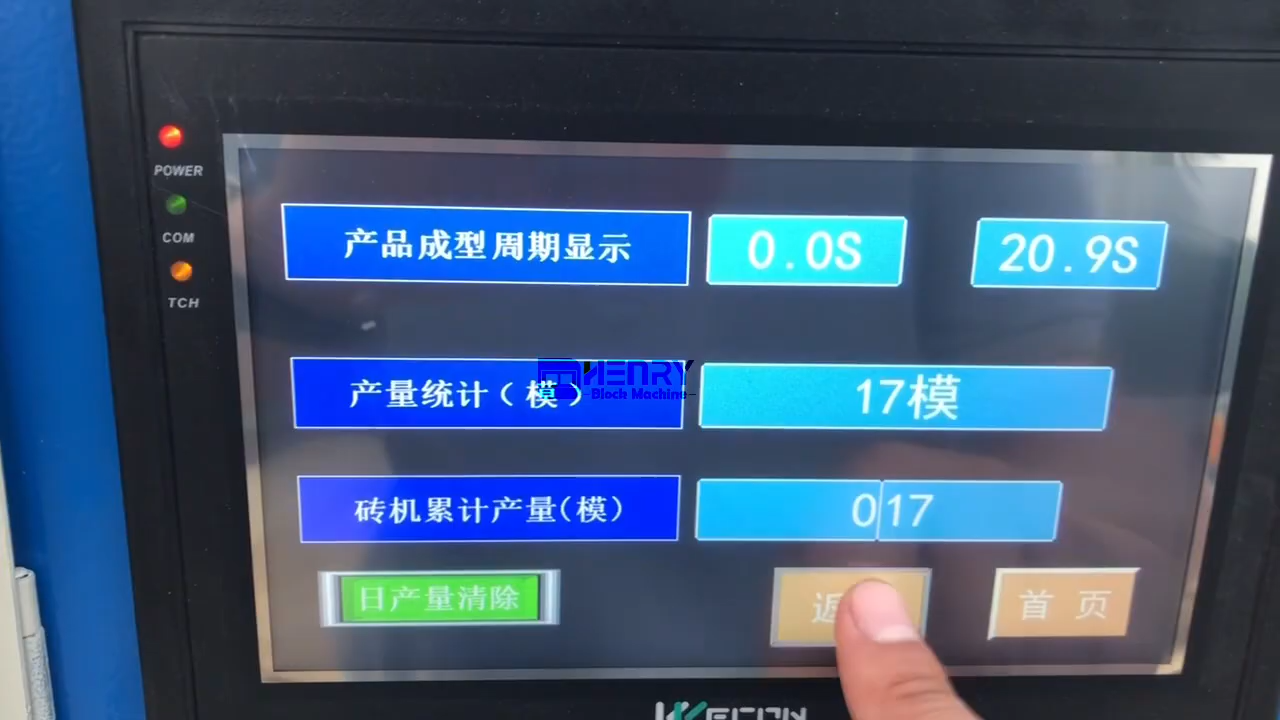 POWER
COM
TCH
产品成型周期显示 0.0S 20.9S
产量统计(模) 17模
HENRY
-Block Machine-
砖机累计产量(模) 017
日产量清除 返 首页
WECON